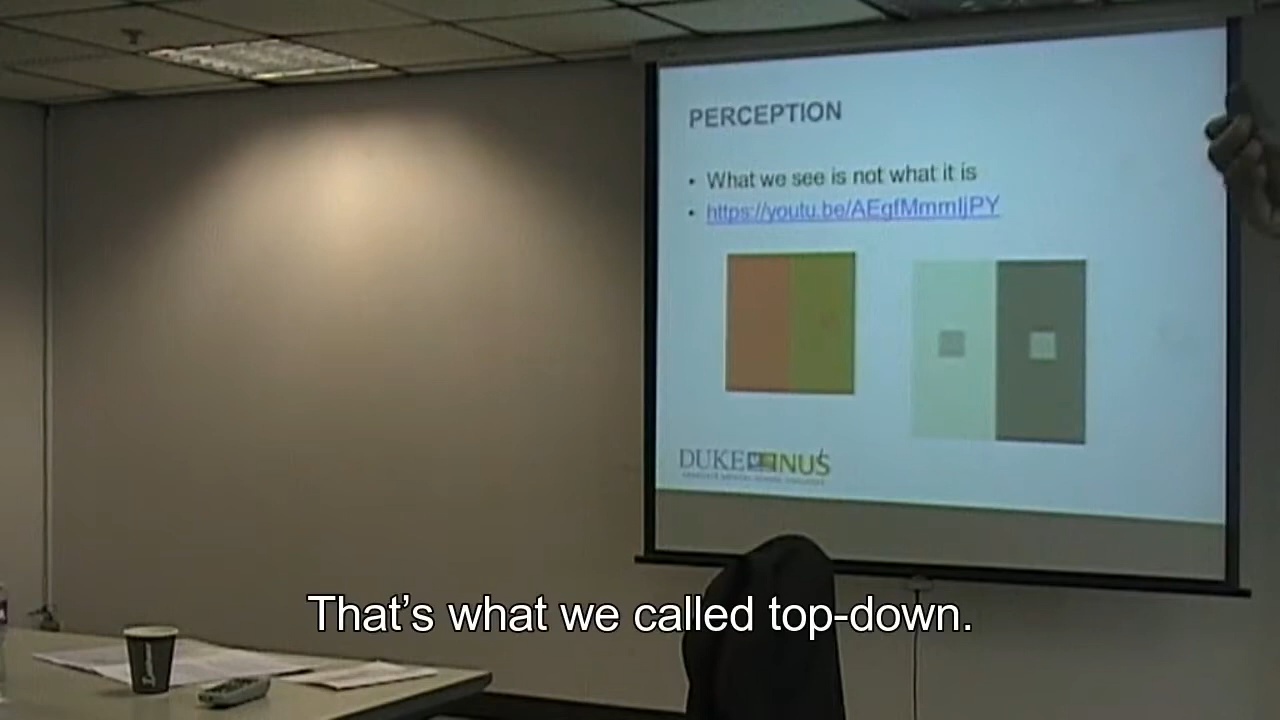 PERCEPTION
• What we see is not what it is
• https://youtu.be/AEgfMmmIjPY
DUKE NUS
That's what we called top-down.